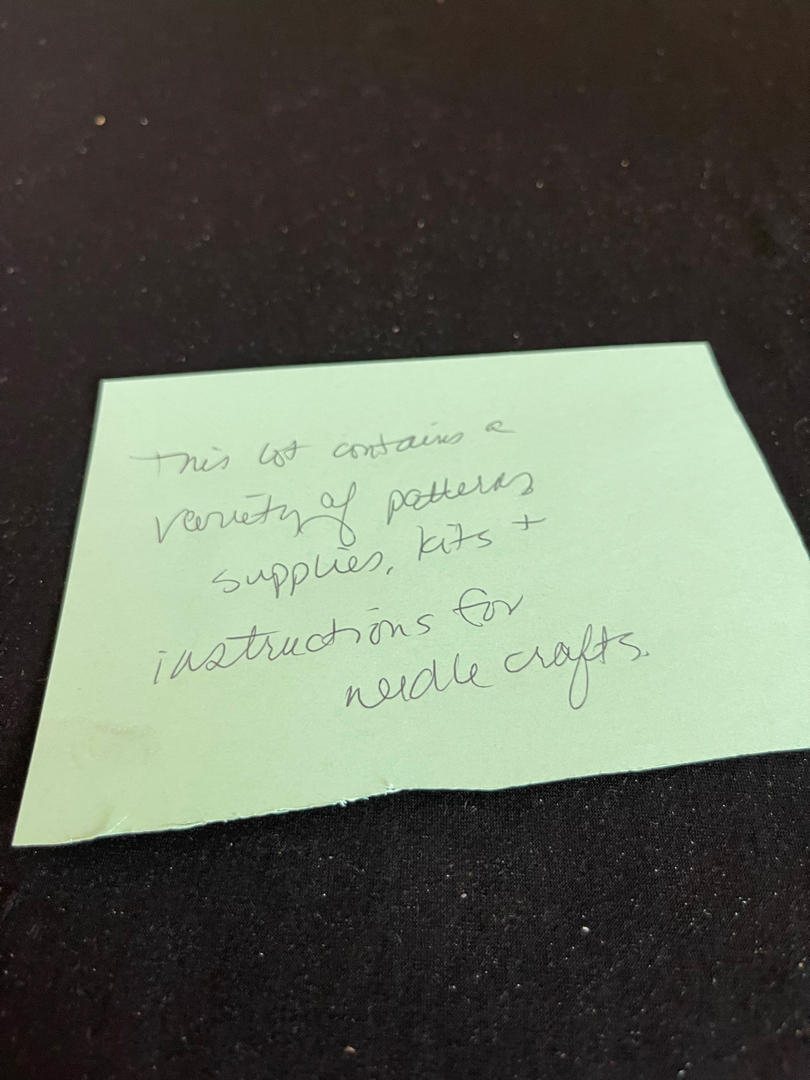 This lot contains a
variety of patterns
supplies, kits +
instructions for
needle crafts.